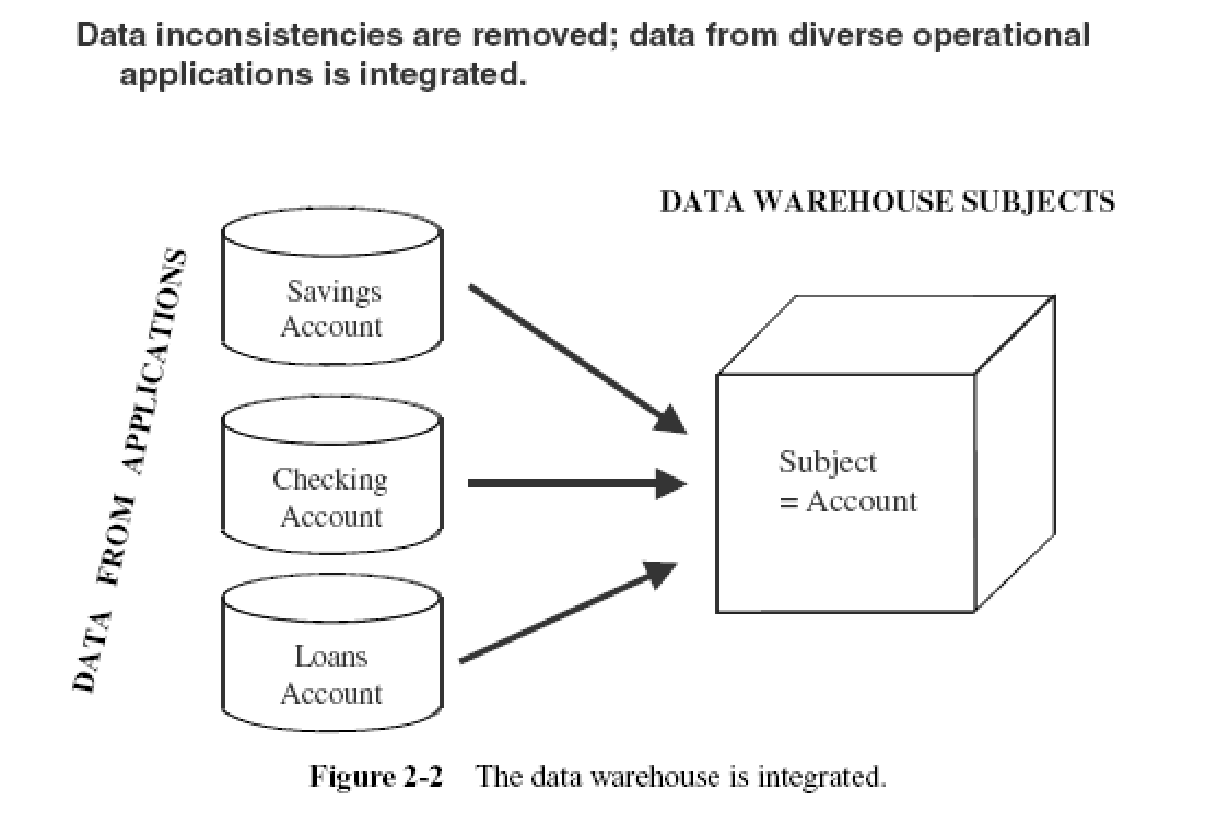 Data inconsistencies are removed; data from diverse operational
applications is integrated.
DATA WAREHOUSE SUBJECTS
DATA FROM APPLICATIONS
Savings
Account
Checking
Account
Loans
Account
Subject
= Account
Figure 2-2 The data warehouse is integrated.